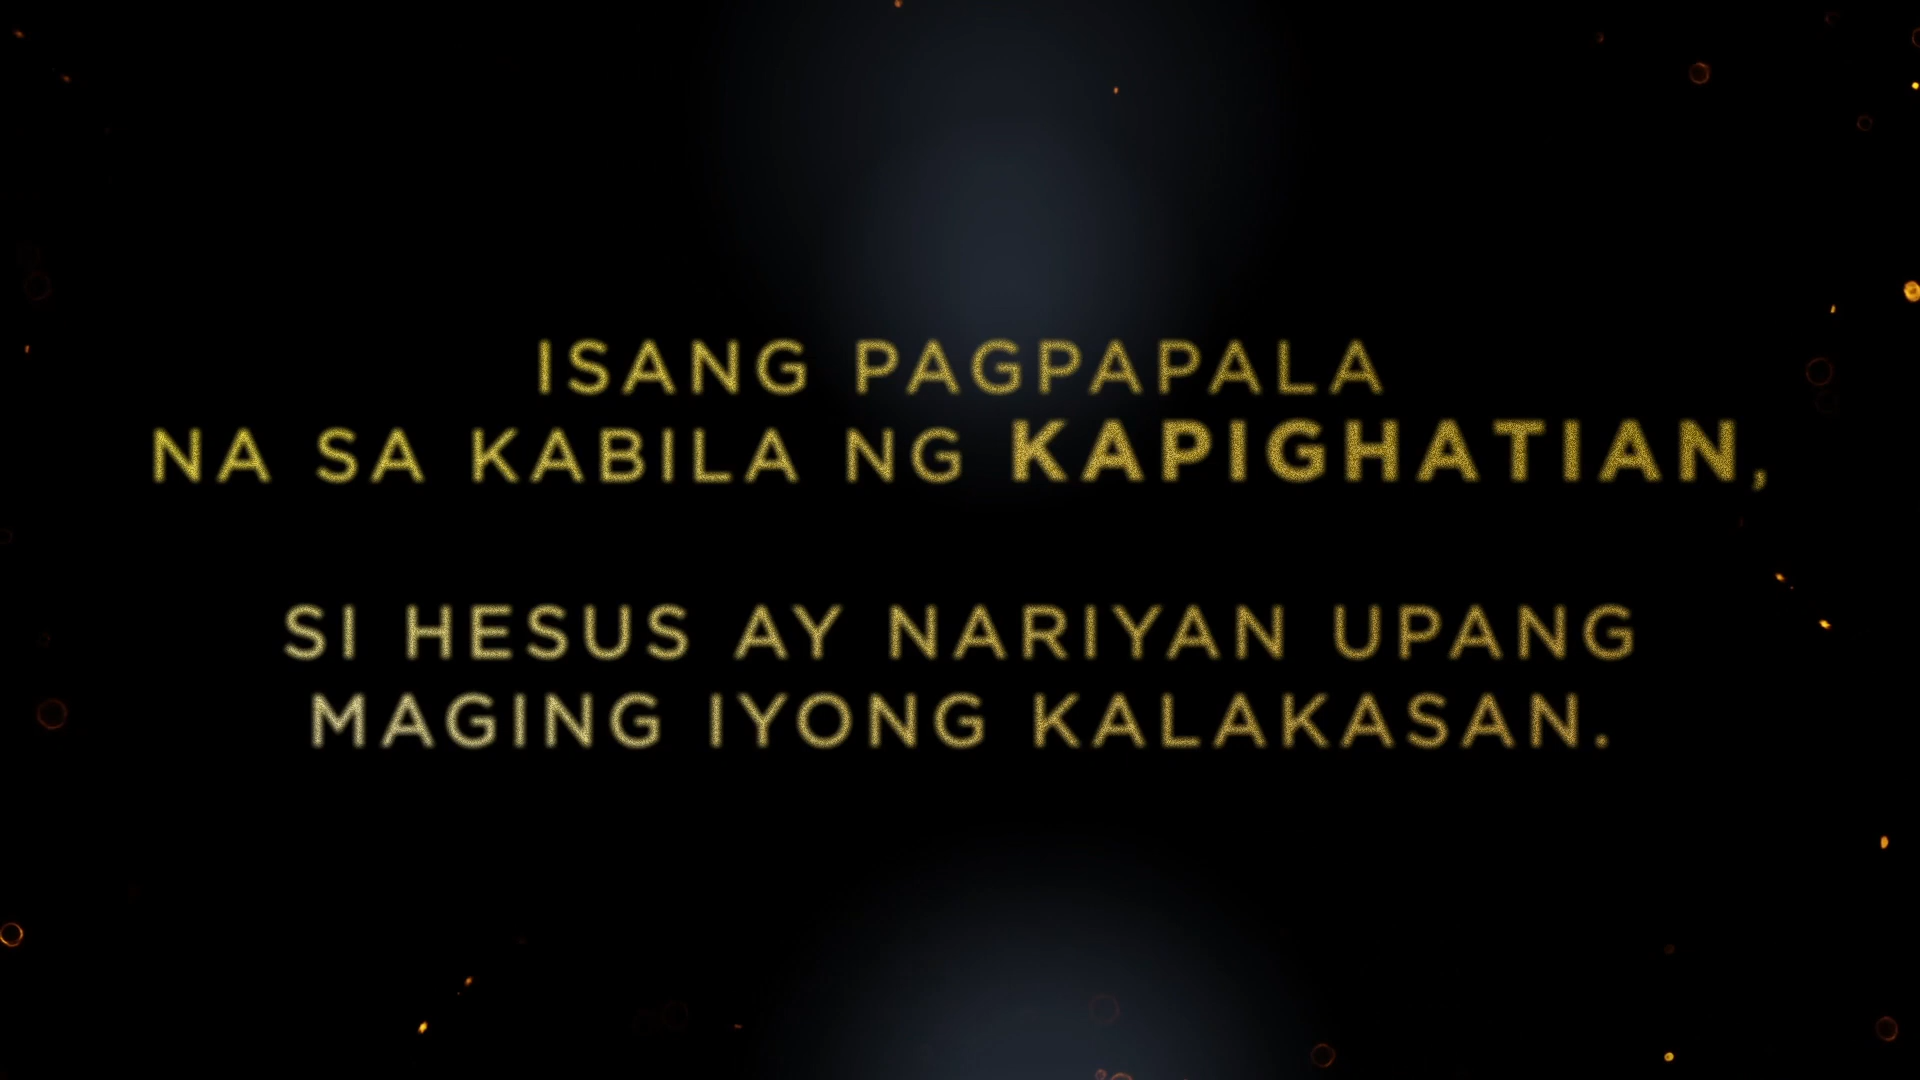 ISANG PAGPAPALA
NA SA KABILA NG KAPIGHATIAN,
SI HESUS AY NARIYAN UPANG
MAGING IYONG KALAKASAN.